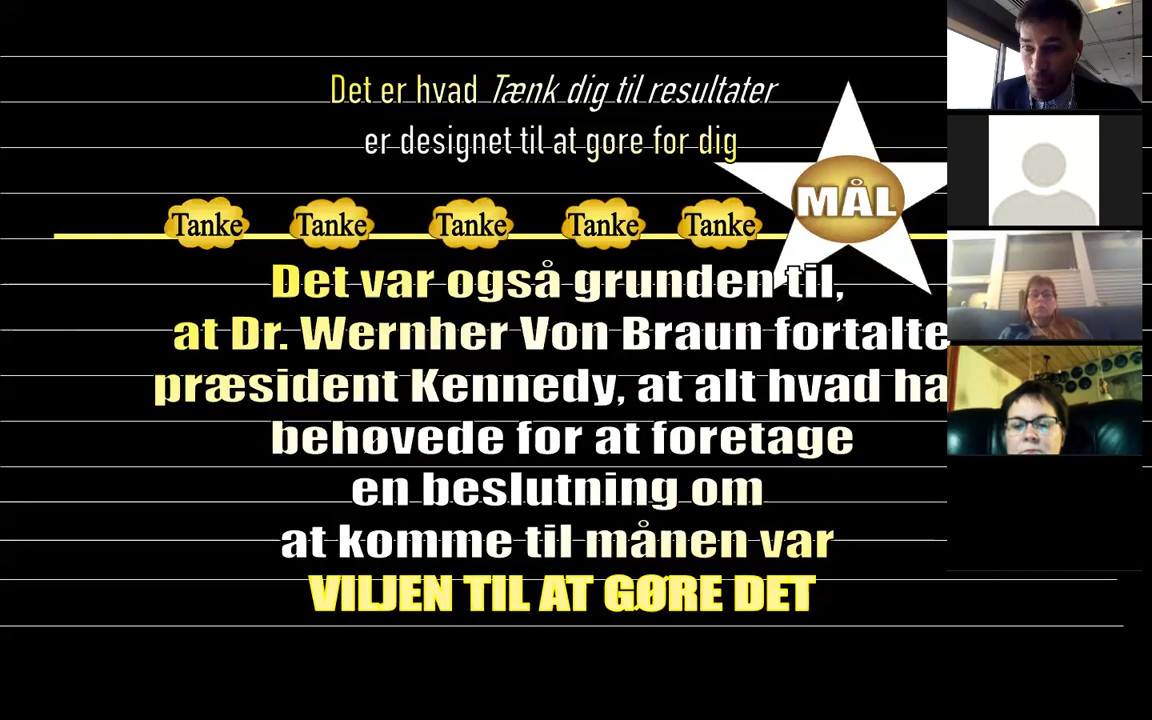 Det er hvad Tænk dig til resultater
er designet til at gøre for dig
MÅL
Tanke Tanke Tanke Tanke Tanke
Det var også grunden til,
at Dr. Wernher Von Braun fortalte
præsident Kennedy, at alt hvad ha
behøvede for at foretage
en beslutning om
at komme til månen var
VILJEN TIL AT GØRE DET